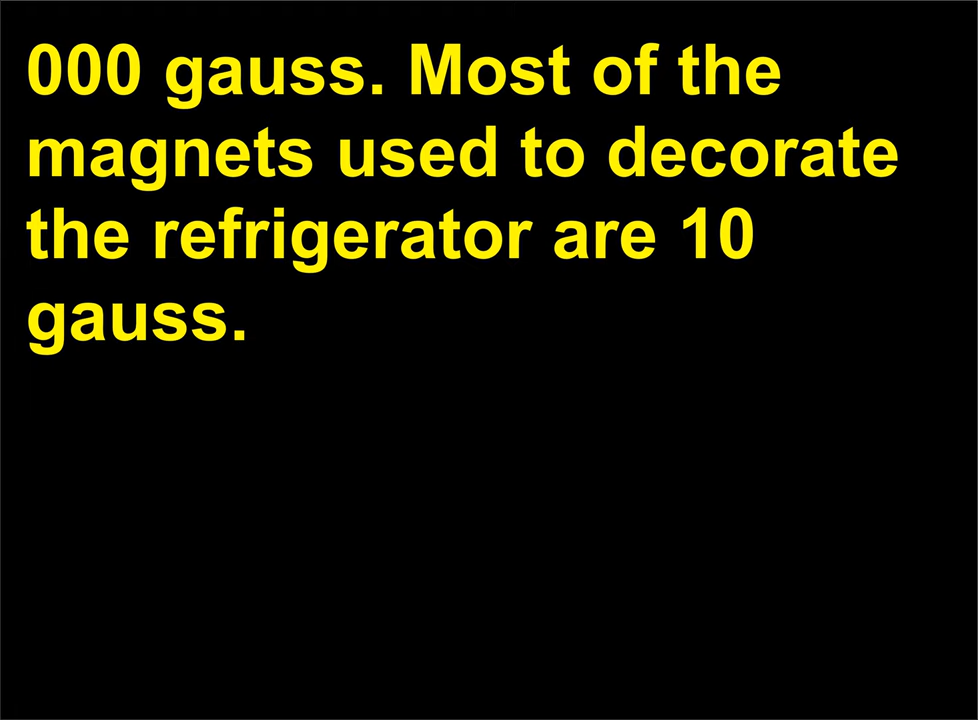 000 gauss. Most of the
magnets used to decorate
the refrigerator are 10
gauss.